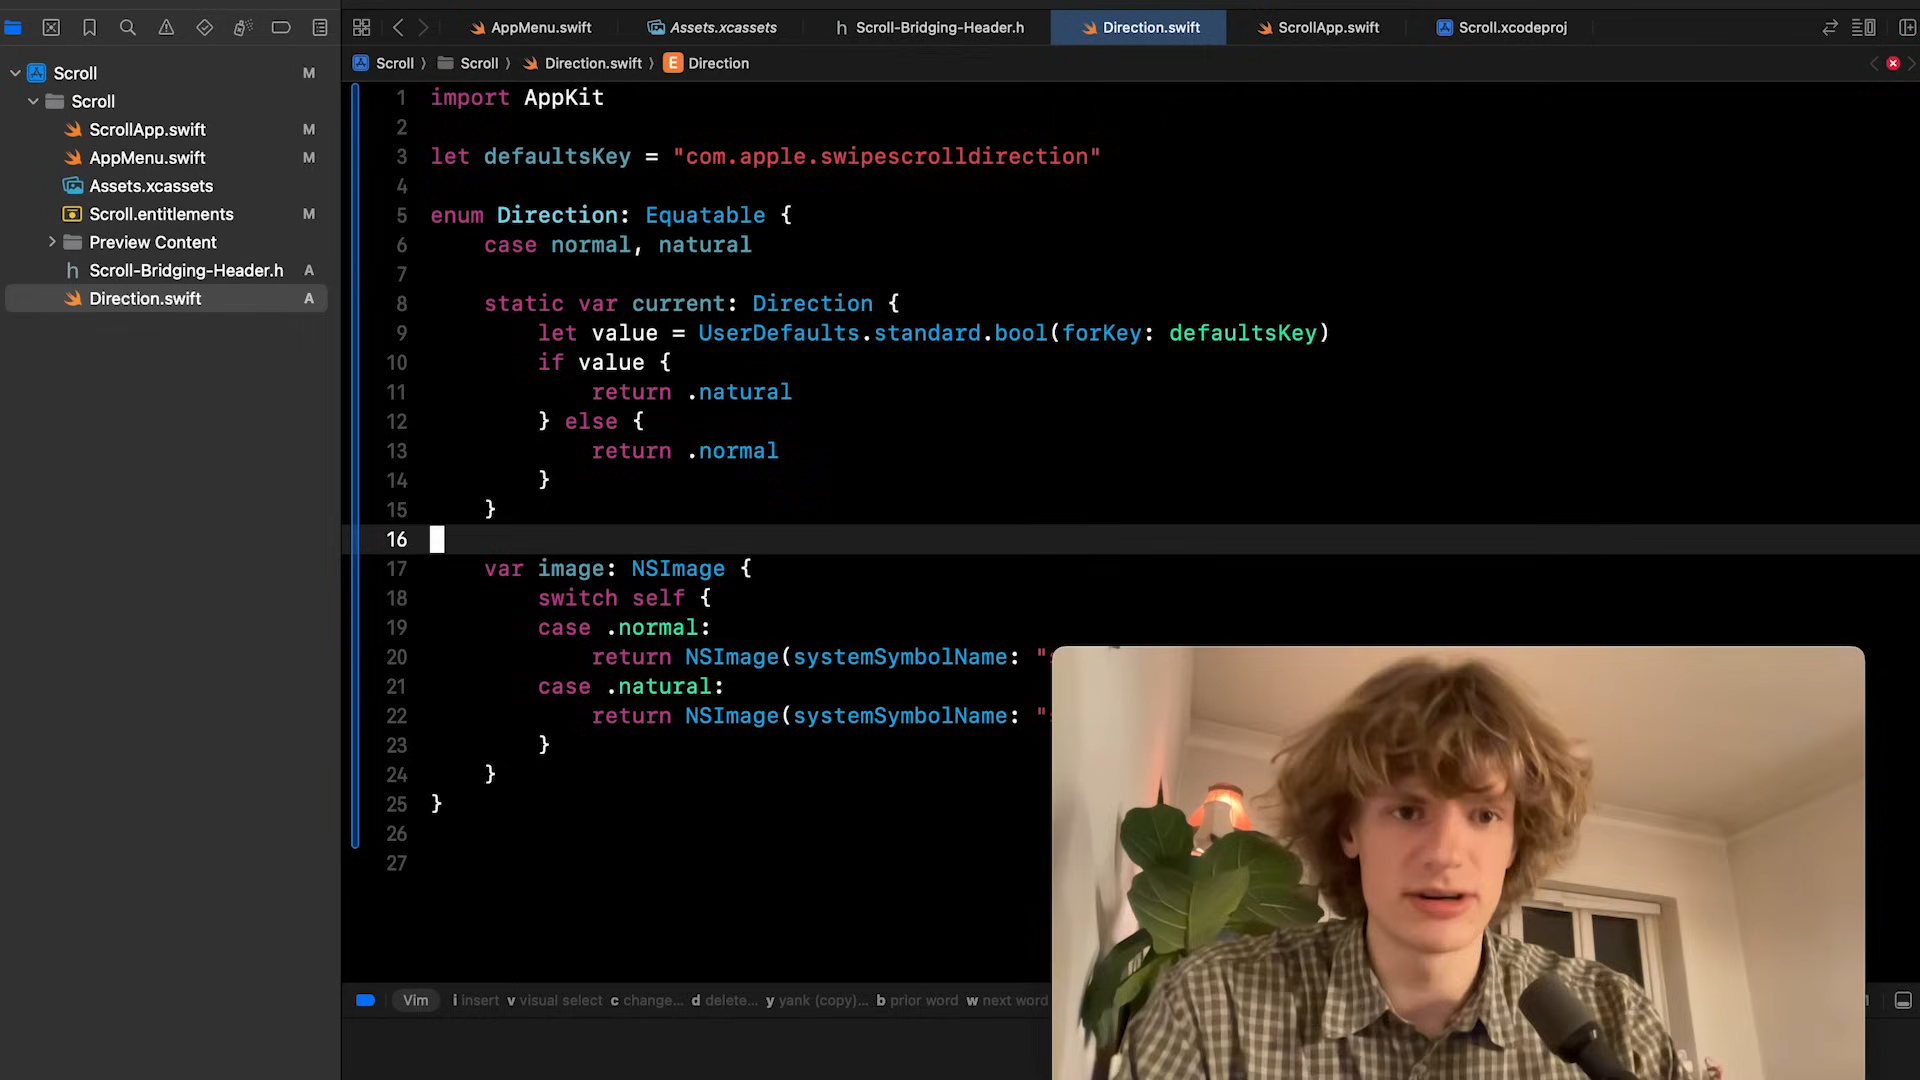 AppMenu.swift
Assets.xcassets
h Scroll-Bridging-Header.h
Direction.swift
ScrollApp.swift
Scroll.xcodeproj
Scroll M
Scroll
ScrollApp.swift M
AppMenu.swift M
Assets.xcassets
Scroll.entitlements M
Preview Content
h Scroll-Bridging-Header.h A
Direction.swift A
Scroll 〉 Scroll 〉 Direction.swift 〉 E Direction
1 import AppKit
2
3 let defaultsKey = "com.apple.swipescrolldirection"
4
5 enum Direction: Equatable {
6 case normal, natural
7
8 static var current: Direction {
9 let value = UserDefaults.standard.bool(forKey: defaultsKey)
10 if value {
11 return .natural
12 } else {
13 return .normal
14 }
15 }
16
17 var image: NSImage {
18 switch self {
19 case .normal:
20 return NSImage(systemSymbolName: "
21 case .natural:
22 return NSImage(systemSymbolName: "
23 }
24 }
25 }
26
27
Vim i insert v visual select c change... d delete... y yank (copy)... b prior word w next word